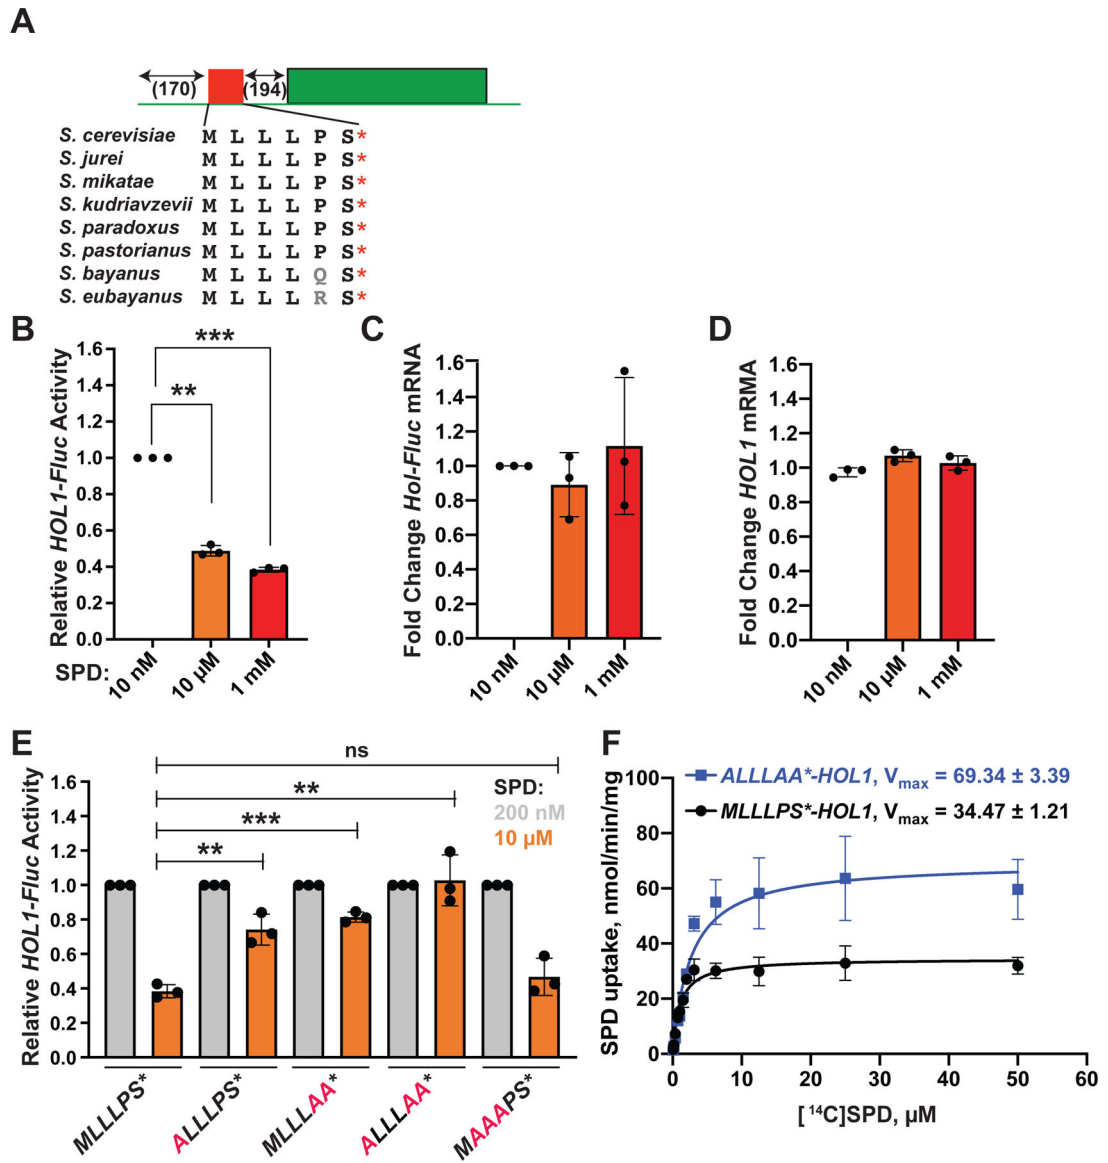 A
(170) (194)
S. cerevisiae M L L L P S*
S. jurei M L L L P S*
S. mikatae M L L L P S*
S. kudriavzevii M L L L P S*
S. paradoxus M L L L P S*
S. pastorianus M L L L P S*
S. bayanus M L L L Q S*
S. eubayanus M L L L R S*
B
Relative HOL1-Fluc Activity
1.6
1.4
1.2
1.0
0.8
0.6
0.4
0.2
0.0
***
**
SPD: 10 nM 10 µM 1 mM
C
Fold Change Hol-Fluc mRNA
1.6
1.4
1.2
1.0
0.8
0.6
0.4
0.2
0.0
10 nM 10 µM 1 mM
D
Fold Change HOL1 mRMA
1.6
1.4
1.2
1.0
0.8
0.6
0.4
0.2
0.0
10 nM 10 µM 1 mM
E
Relative HOL1-Fluc Activity
1.6
1.4
1.2
1.0
0.8
0.6
0.4
0.2
0.0
ns
**
***
**
SPD:
200 nM
10 µM
MLLLPS* ALLLPS* MLLLAA* ALLLAA* MAAAPS*
F
SPD uptake, nmol/min/mg
100
80
60
40
20
0
ALLLAA*-HOL1, Vmax = 69.34 ± 3.39
MLLLPS*-HOL1, Vmax = 34.47 ± 1.21
0 10 20 30 40 50 60
[14C]SPD, µM